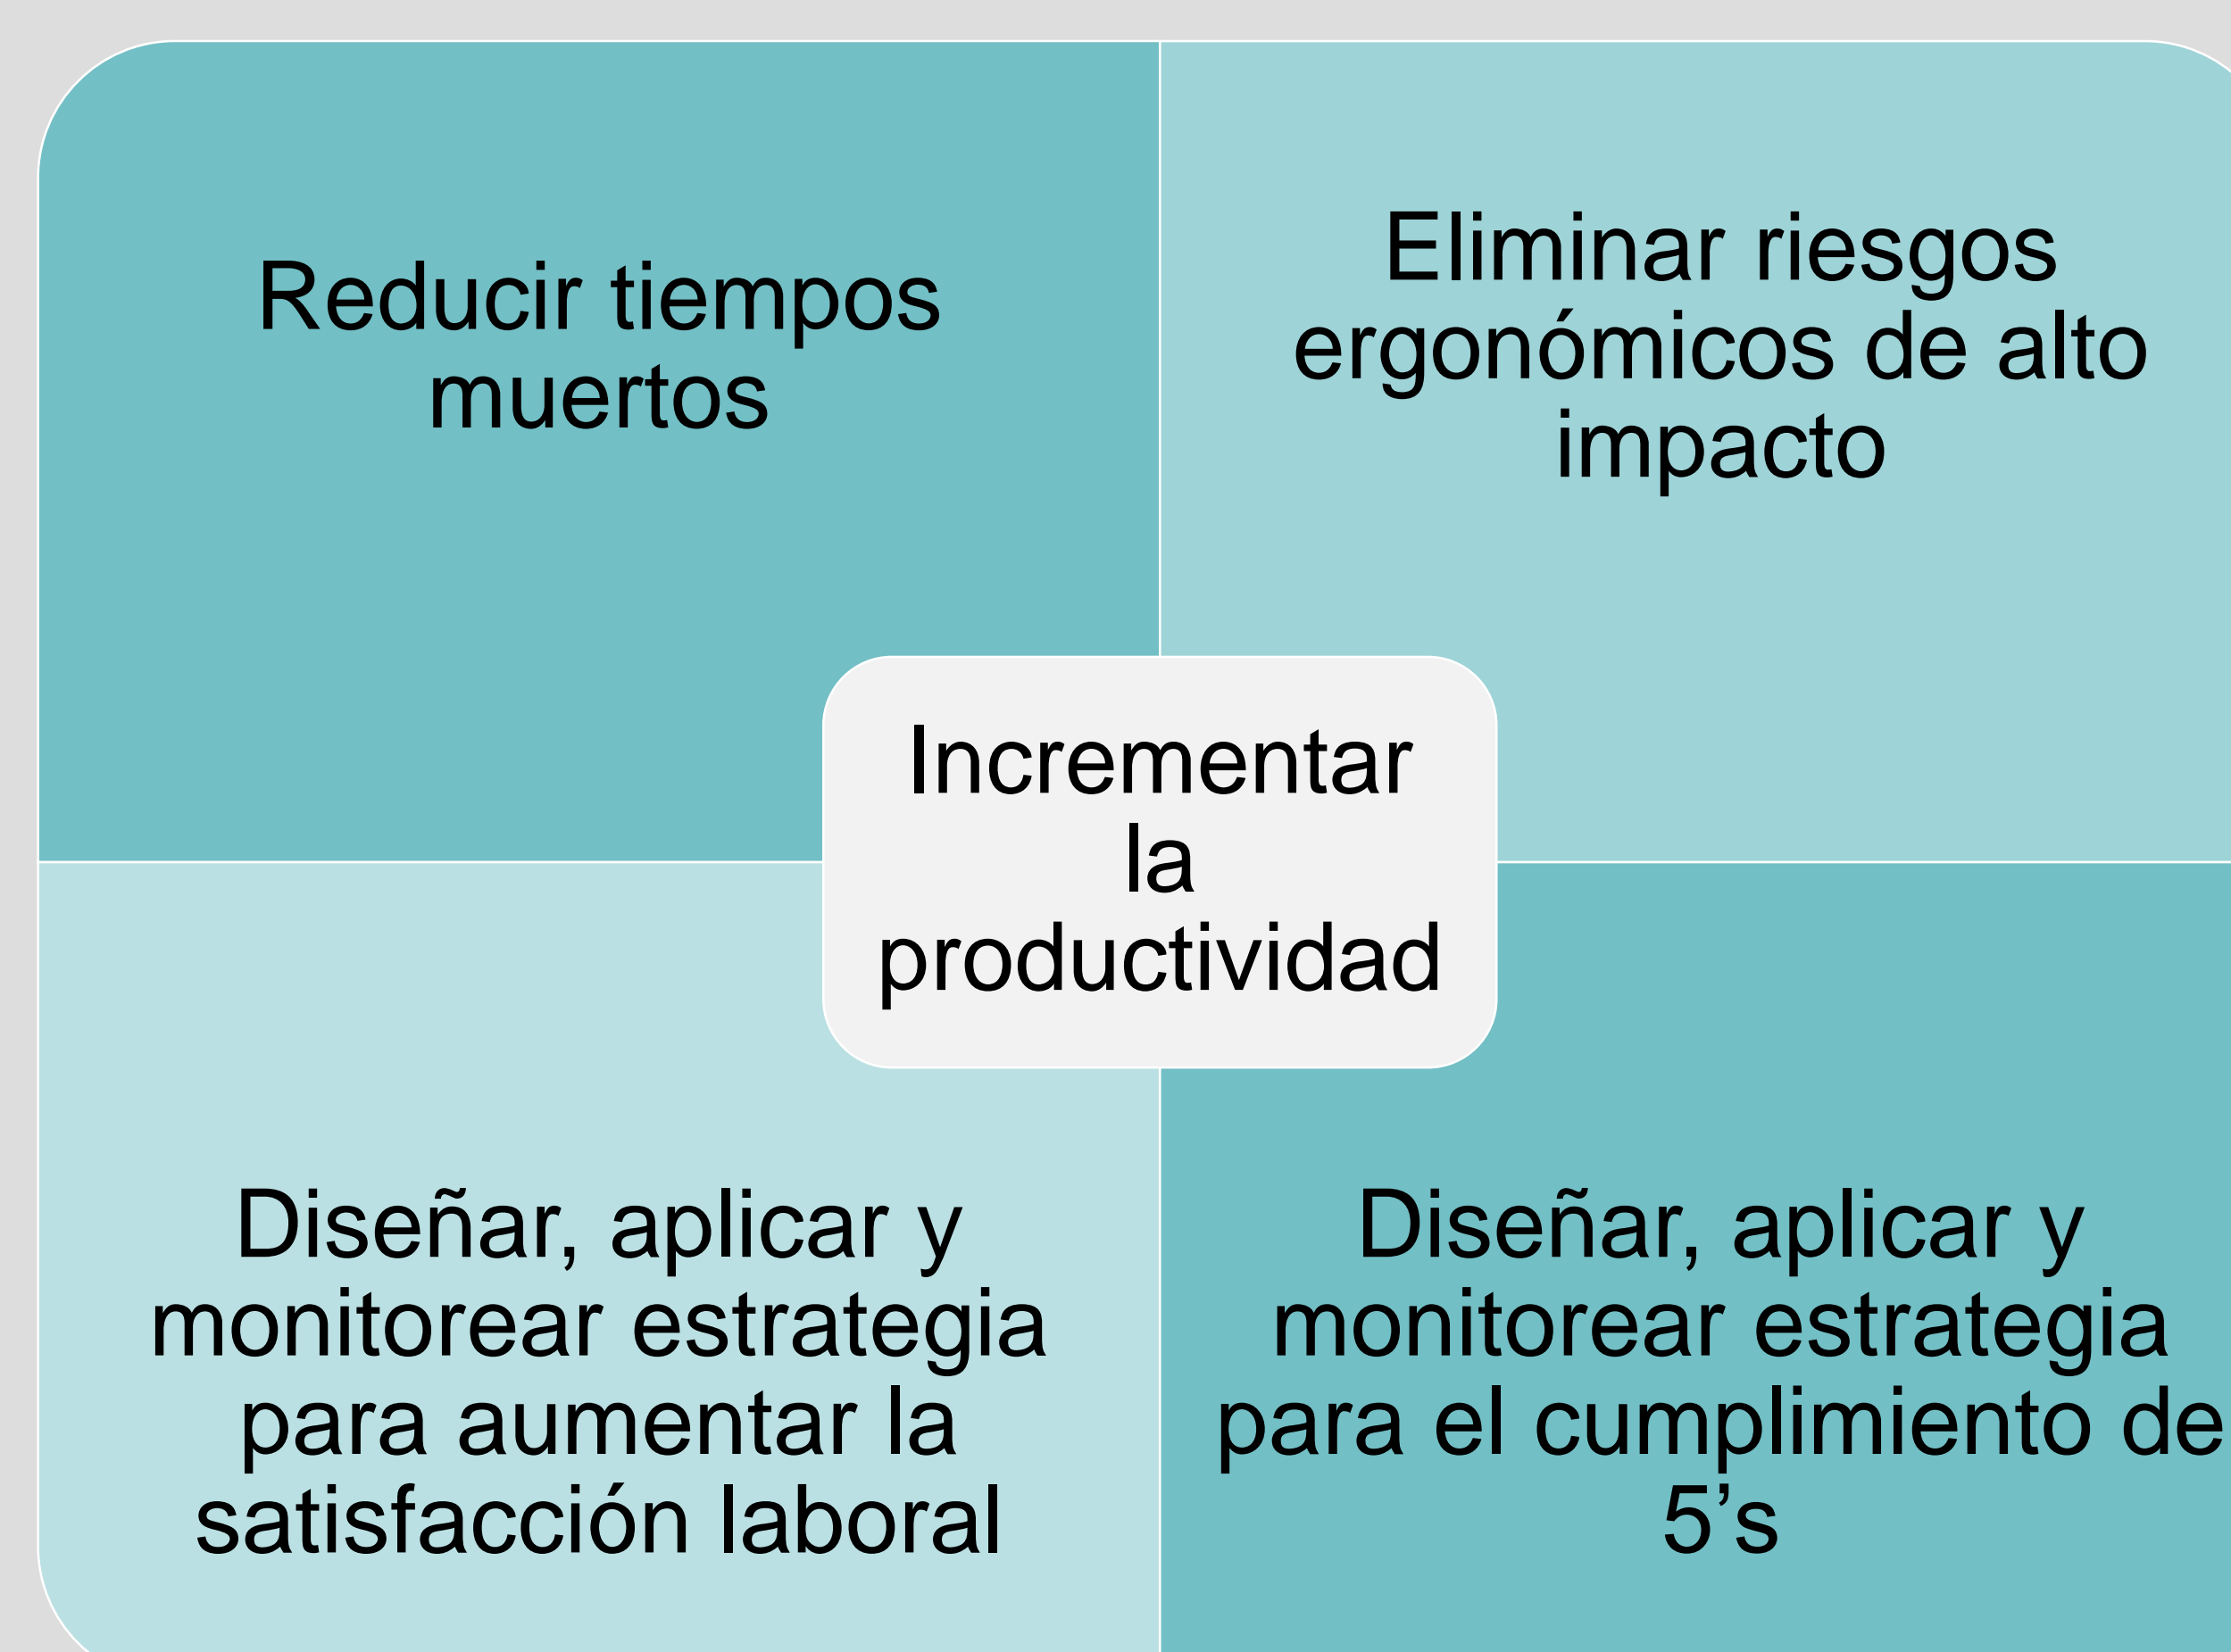 Reducir tiempos
muertos
Eliminar riesgos
ergonómicos de alto
impacto
Incrementar
la
productividad
Diseñar, aplicar y
monitorear estrategia
para aumentar la
satisfacción laboral
Diseñar, aplicar y
monitorear estrategia
para el cumplimiento de
5’s